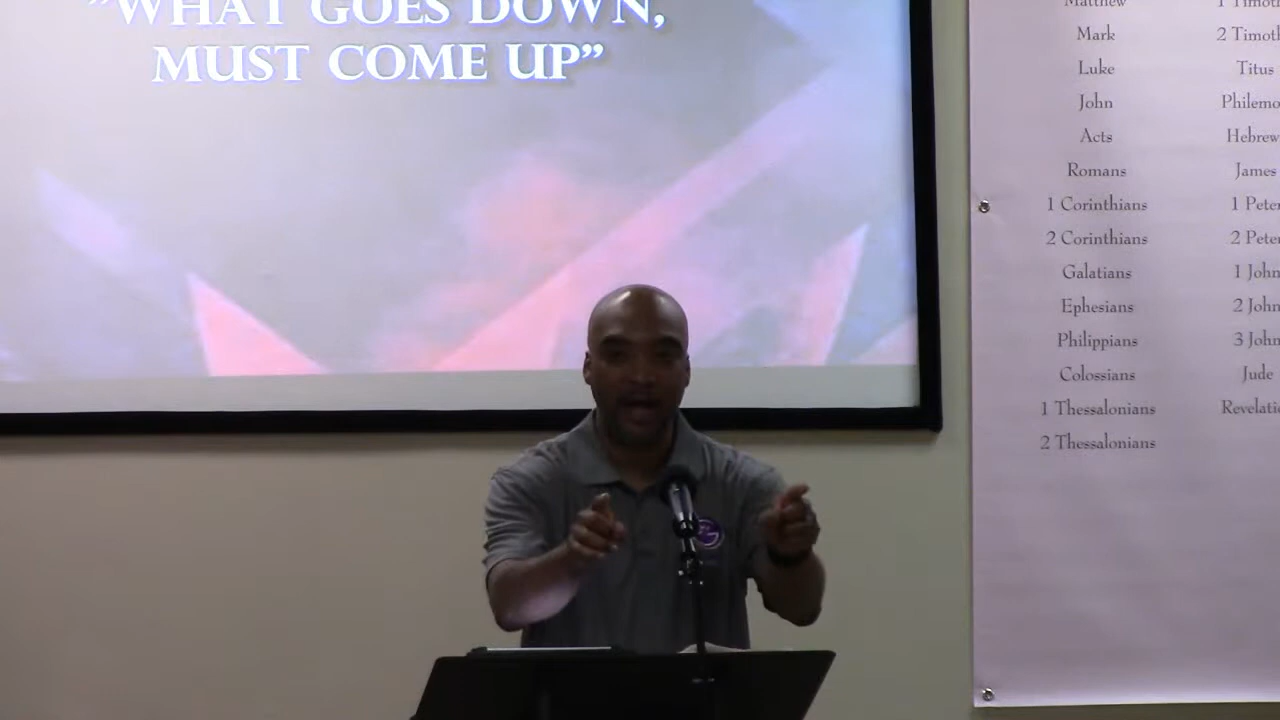 "WHAT GOES DOWN,
MUST COME UP"
Matthew
Mark
Luke
John
Acts
Romans
1 Corinthians
2 Corinthians
Galatians
Ephesians
Philippians
Colossians
1 Thessalonians
2 Thessalonians
1 Timot
2 Timoth
Titus
Philemo
Hebrew
James
1 Peter
2 Peter
1 John
2 John
3 John
Jude
Revelati